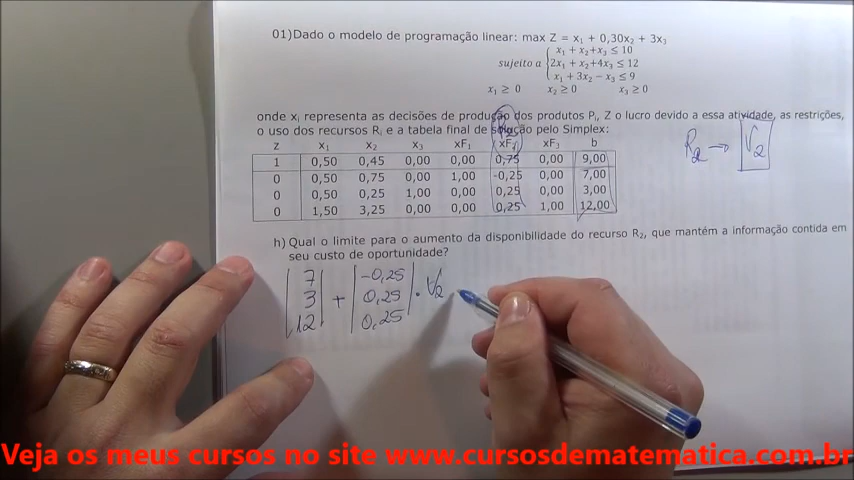 01)Dado o modelo de programação linear: max Z = x₁ + 0,30x₂ + 3x₃
x₁ + x₂+x₃ ≤ 10
sujeito a {2x₁ + x₂+4x₃ ≤ 12
x₁ + 3x₂ − x₃ ≤ 9
x₁ ≥ 0 x₂ ≥ 0 x₃ ≥ 0
onde xᵢ representa as decisões de produção dos produtos Pᵢ, Z o lucro devido a essa atividade, as restrições,
o uso dos recursos Rᵢ e a tabela final de solução pelo Simplex:
R₂ → V₂
z x₁ x₂ x₃ xF₁ xF₂ xF₃ b
1 0,50 0,45 0,00 0,00 0,75 0,00 9,00
0 0,50 0,75 0,00 1,00 -0,25 0,00 7,00
0 0,50 0,25 1,00 0,00 0,25 0,00 3,00
0 1,50 3,25 0,00 0,00 0,25 1,00 12,00
h) Qual o limite para o aumento da disponibilidade do recurso R₂, que mantém a informação contida em
seu custo de oportunidade?
7 -0,25
3 + 0,25 . V₂
12 0,25
Veja os meus cursos no site www.cursosdematematica.com.br